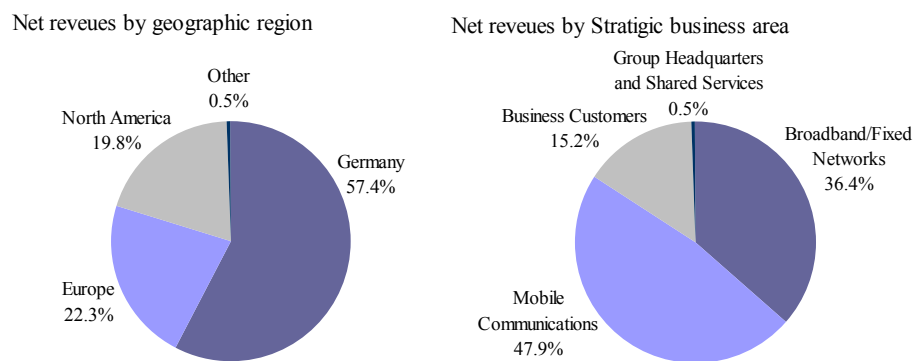 Net reveues by geographic region
Other
0.5%
North America
19.8%
Germany
57.4%
Europe
22.3%
Net reveues by Stratigic business area
Group Headquarters
and Shared Services
0.5%
Business Customers
15.2%
Broadband/Fixed
Networks
36.4%
Mobile
Communications
47.9%